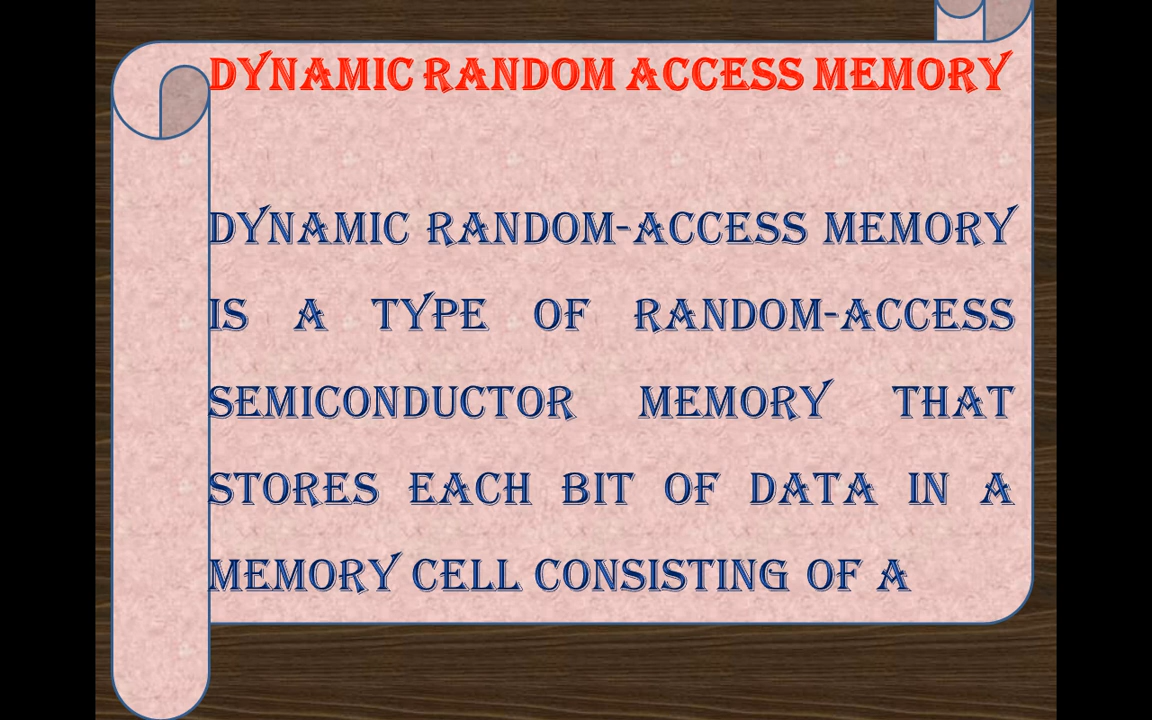 DYNAMIC RANDOM ACCESS MEMORY
DYNAMIC RANDOM-ACCESS MEMORY
IS A TYPE OF RANDOM-ACCESS
SEMICONDUCTOR MEMORY THAT
STORES EACH BIT OF DATA IN A
MEMORY CELL CONSISTING OF A